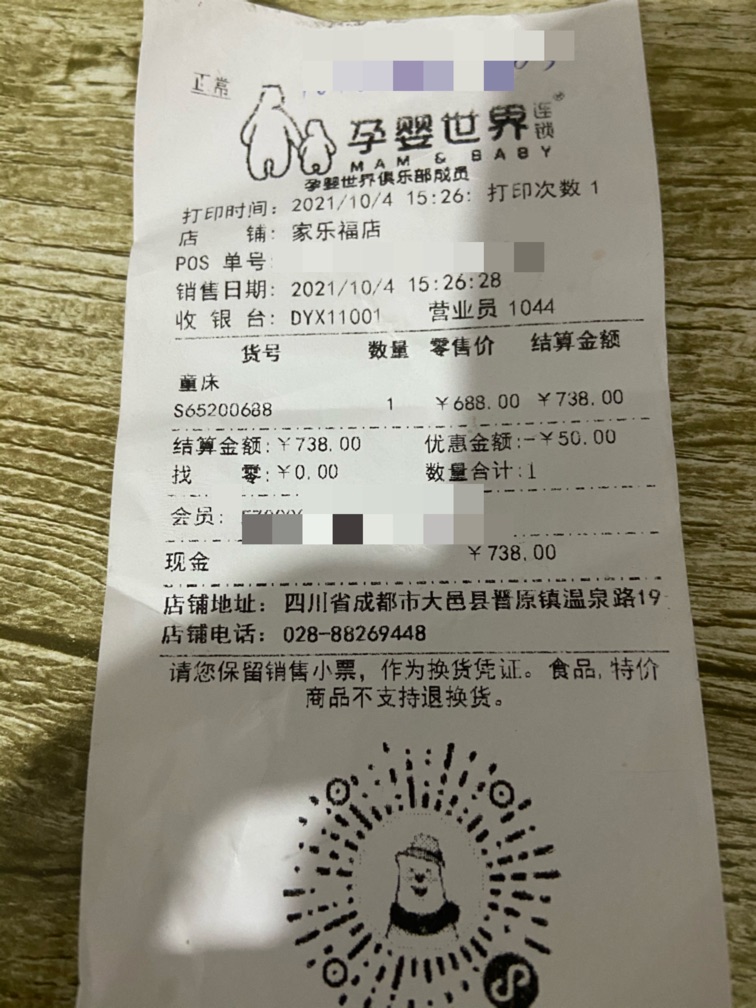 正常
孕婴世界 连锁
MAM & BABY
孕婴世界俱乐部成员
打印时间: 2021/10/4 15:26: 打印次数 1
店 铺: 家乐福店
POS 单号
销售日期: 2021/10/4 15:26:28
收 银 台: DYX11001 营业员 1044
货号 数量 零售价 结算金额
童床
S65200688 1 ￥688.00 ￥738.00
结算金额:￥738.00 优惠金额:-￥50.00
找 零:￥0.00 数量合计:1
会员:
现金 ￥738.00
店铺地址: 四川省成都市大邑县晋原镇温泉路19
店铺电话: 028-88269448
请您保留销售小票, 作为换货凭证。食品, 特价
商品不支持退换货。